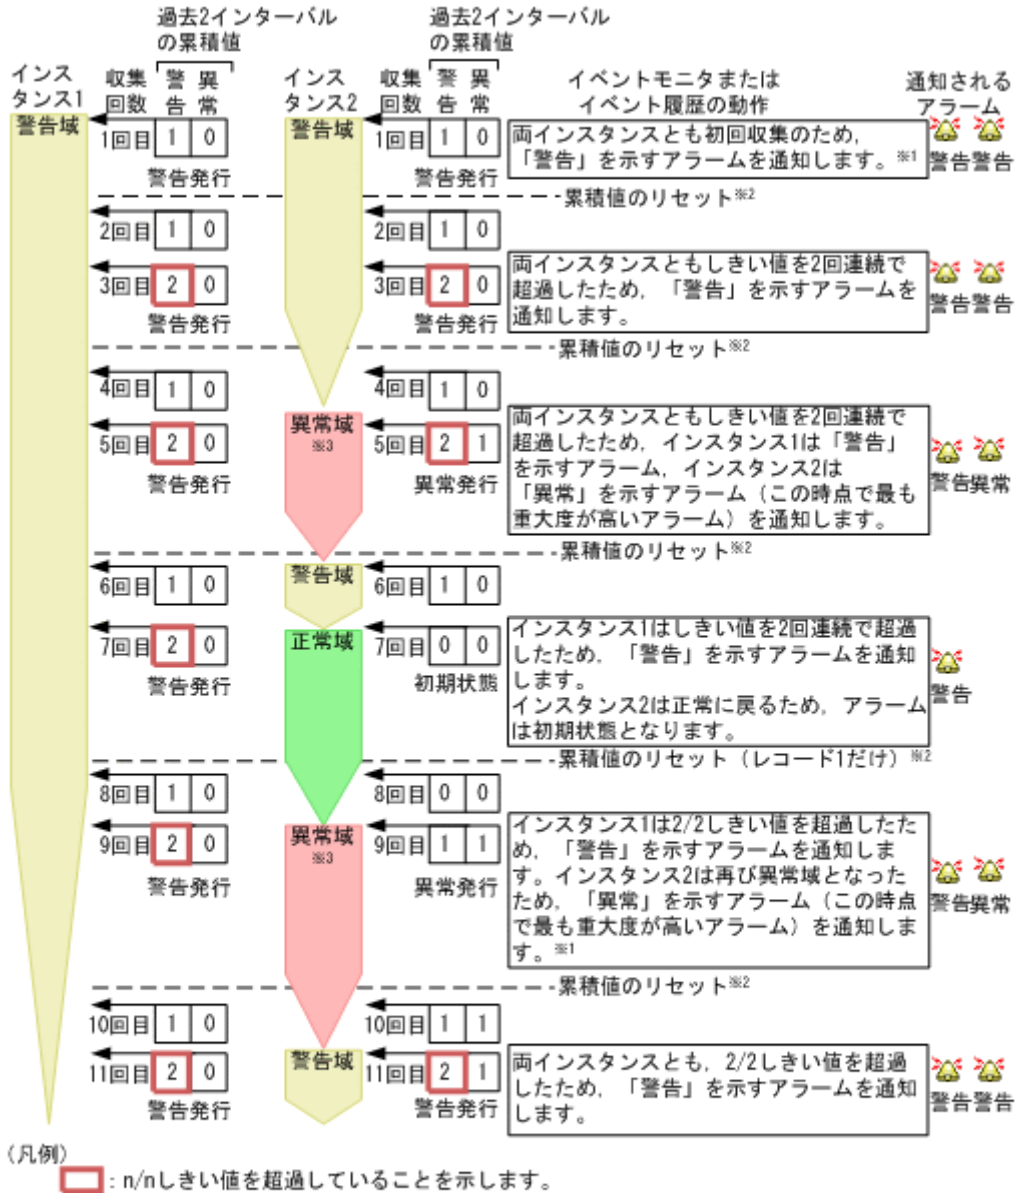 過去2インターバル
の累積値
過去2インターバル
の累積値
インス
タンス1
収集
回数
警告
異常
インス
タンス2
収集
回数
警告
異常
イベントモニタまたは
イベント履歴の動作
通知される
アラーム
警告域
1回目 1 0
警告発行
警告域
1回目 1 0
警告発行
両インスタンスとも初回収集のため,
「警告」を示すアラームを通知します。※1
警告警告
累積値のリセット※2
2回目 1 0
2回目 1 0
3回目 2 0
警告発行
3回目 2 0
警告発行
両インスタンスともしきい値を2回連続で
超過したため, 「警告」を示すアラームを
通知します。
警告警告
累積値のリセット※2
4回目 1 0
4回目 1 0
5回目 2 0
警告発行
異常域
※3
5回目 2 1
異常発行
両インスタンスともしきい値を2回連続で
超過したため, インスタンス1は「警告」
を示すアラーム, インスタンス2は
「異常」を示すアラーム(この時点で最も
重大度が高いアラーム)を通知します。
警告異常
累積値のリセット※2
6回目 1 0
警告域
6回目 1 0
7回目 2 0
警告発行
正常域
7回目 0 0
初期状態
インスタンス1はしきい値を2回連続で超過
したため, 「警告」を示すアラームを通知
します。
インスタンス2は正常に戻るため, アラーム
は初期状態となります。
警告
累積値のリセット(レコード1だけ)※2
8回目 1 0
8回目 0 0
9回目 2 0
警告発行
異常域
※3
9回目 1 1
異常発行
インスタンス1は2/2しきい値を超過したた
め, 「警告」を示すアラームを通知しま
す。インスタンス2は再び異常域となった
ため, 「異常」を示すアラーム(この時点
で最も重大度が高いアラーム)を通知しま
す。※1
警告異常
累積値のリセット※2
10回目 1 0
10回目 1 1
11回目 2 0
警告発行
警告域
11回目 2 1
警告発行
両インスタンスとも, 2/2しきい値を超過
したため, 「警告」を示すアラームを通知
します。
警告警告
(凡例)
:n/nしきい値を超過していることを示します。